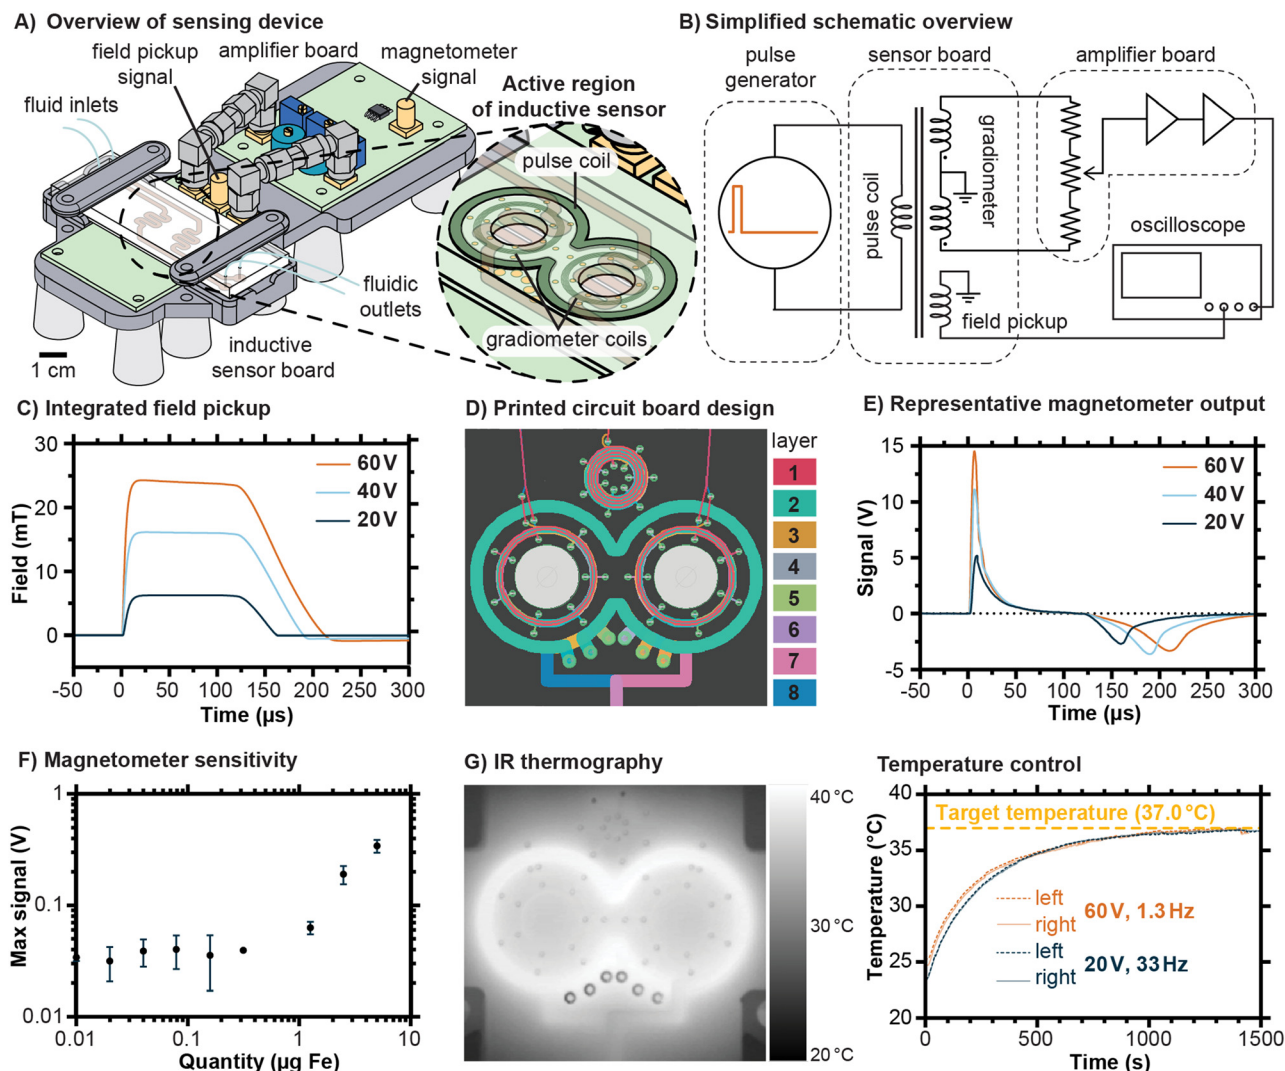 A) Overview of sensing device
field pickup
signal
amplifier board
magnetometer
signal
fluid inlets
Active region
of inductive sensor
pulse coil
fluidic
outlets
gradiometer coils
inductive
sensor board
1 cm
B) Simplified schematic overview
pulse
generator
sensor board
amplifier board
pulse coil
gradiometer
field pickup
oscilloscope
C) Integrated field pickup
30
20
10
0
Field (mT)
60 V
40 V
20 V
-50
0
50
100
150
200
250
300
Time (µs)
D) Printed circuit board design
layer
1
2
3
4
5
6
7
8
E) Representative magnetometer output
15
10
5
0
-5
Signal (V)
60 V
40 V
20 V
-50
0
50
100
150
200
250
300
Time (µs)
F) Magnetometer sensitivity
1
0.1
0.01
Max signal (V)
0.01
0.1
1
10
Quantity (µg Fe)
G) IR thermography
40 °C
30 °C
20 °C
Temperature control
40
35
30
25
20
Temperature (°C)
Target temperature (37.0 °C)
left
right
60 V, 1.3 Hz
left
right
20 V, 33 Hz
0
500
1000
1500
Time (s)